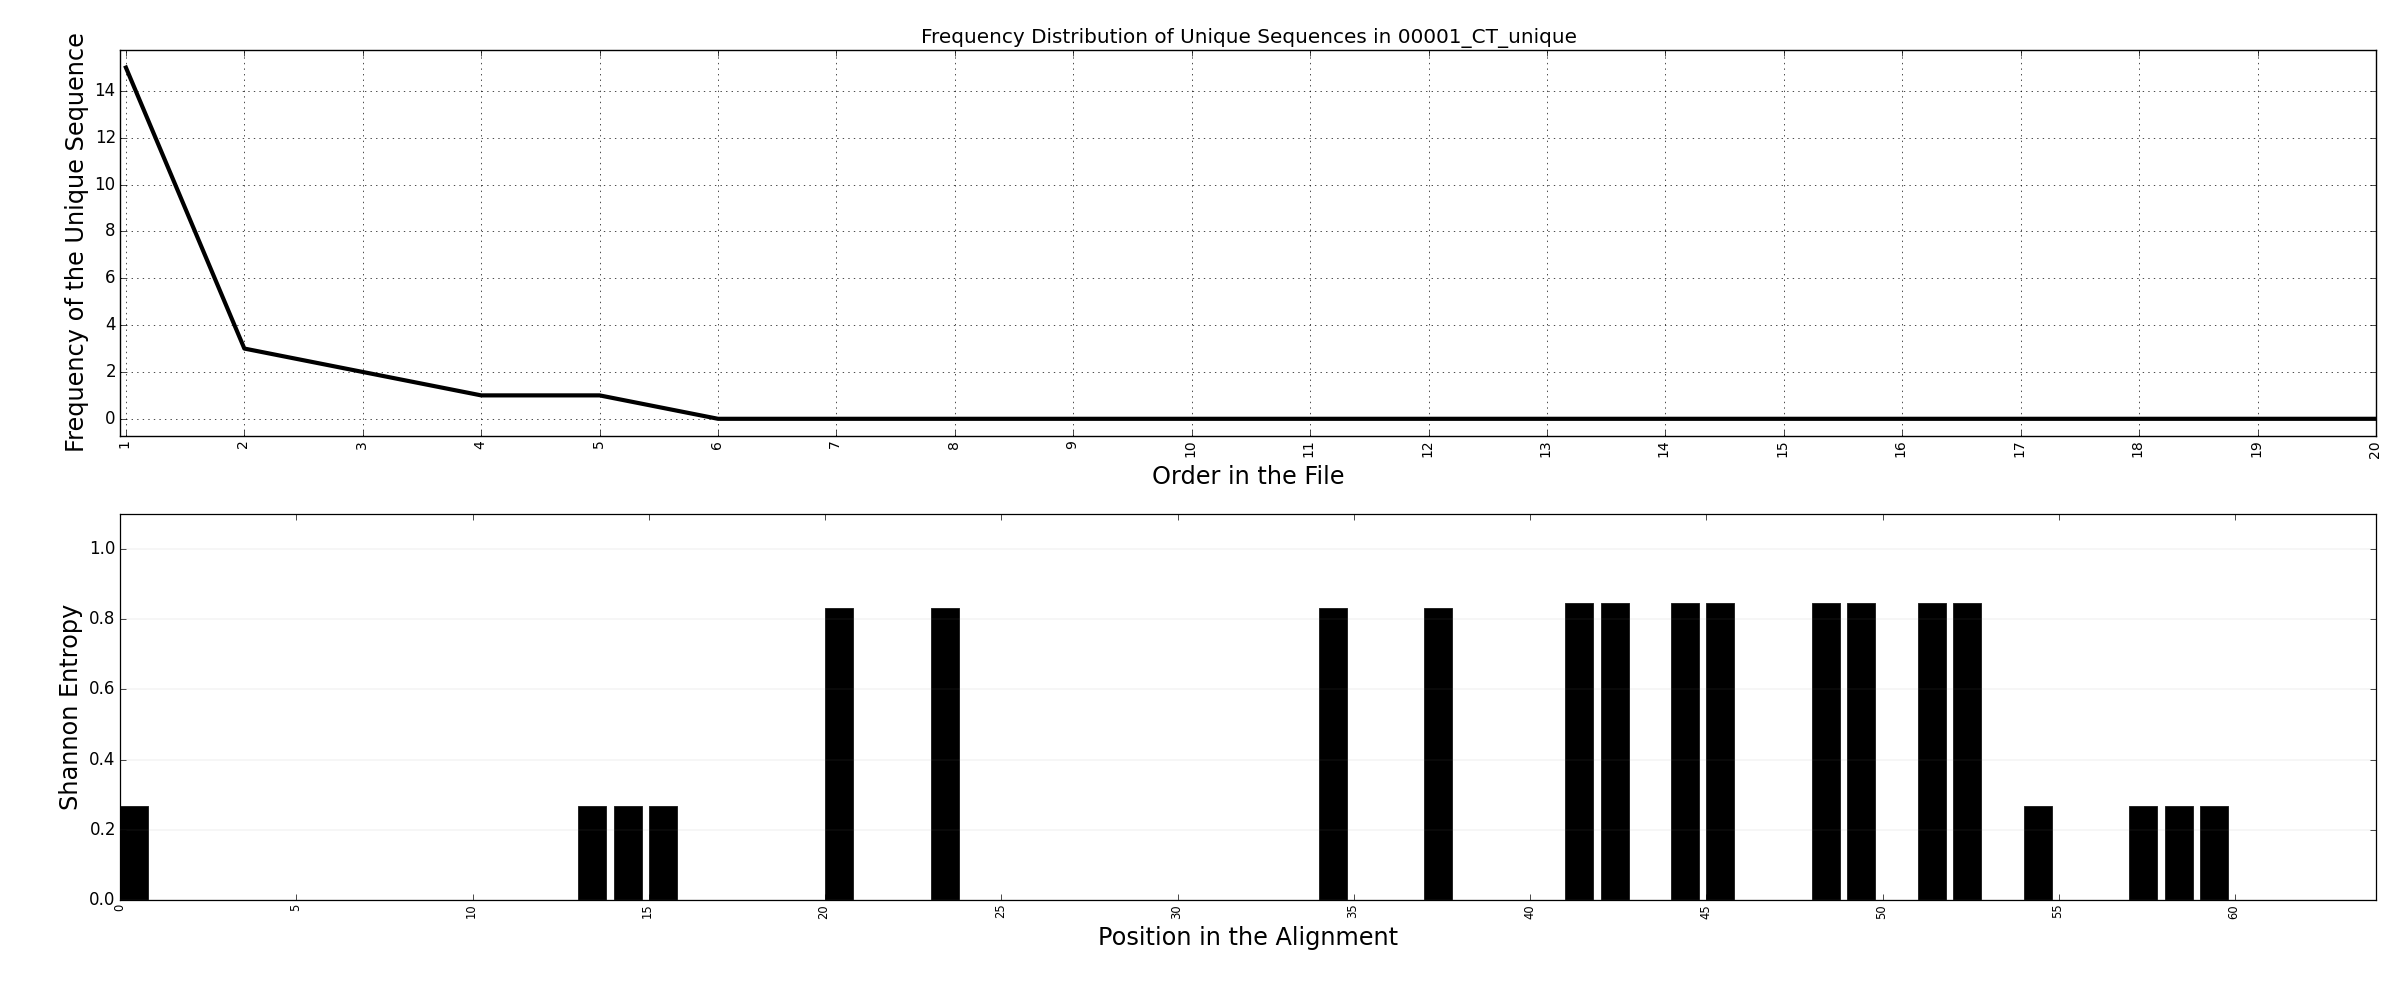 Frequency Distribution of Unique Sequences in 00001_CT_unique
Frequency of the Unique Sequence
14
12
10
8
6
4
2
0
1 2 3 4 5 6 7 8 9 10 11 12 13 14 15 16 17 18 19 20
Order in the File
Shannon Entropy
1.0
0.8
0.6
0.4
0.2
0.0
0 5 10 15 20 25 30 35 40 45 50 55 60
Position in the Alignment